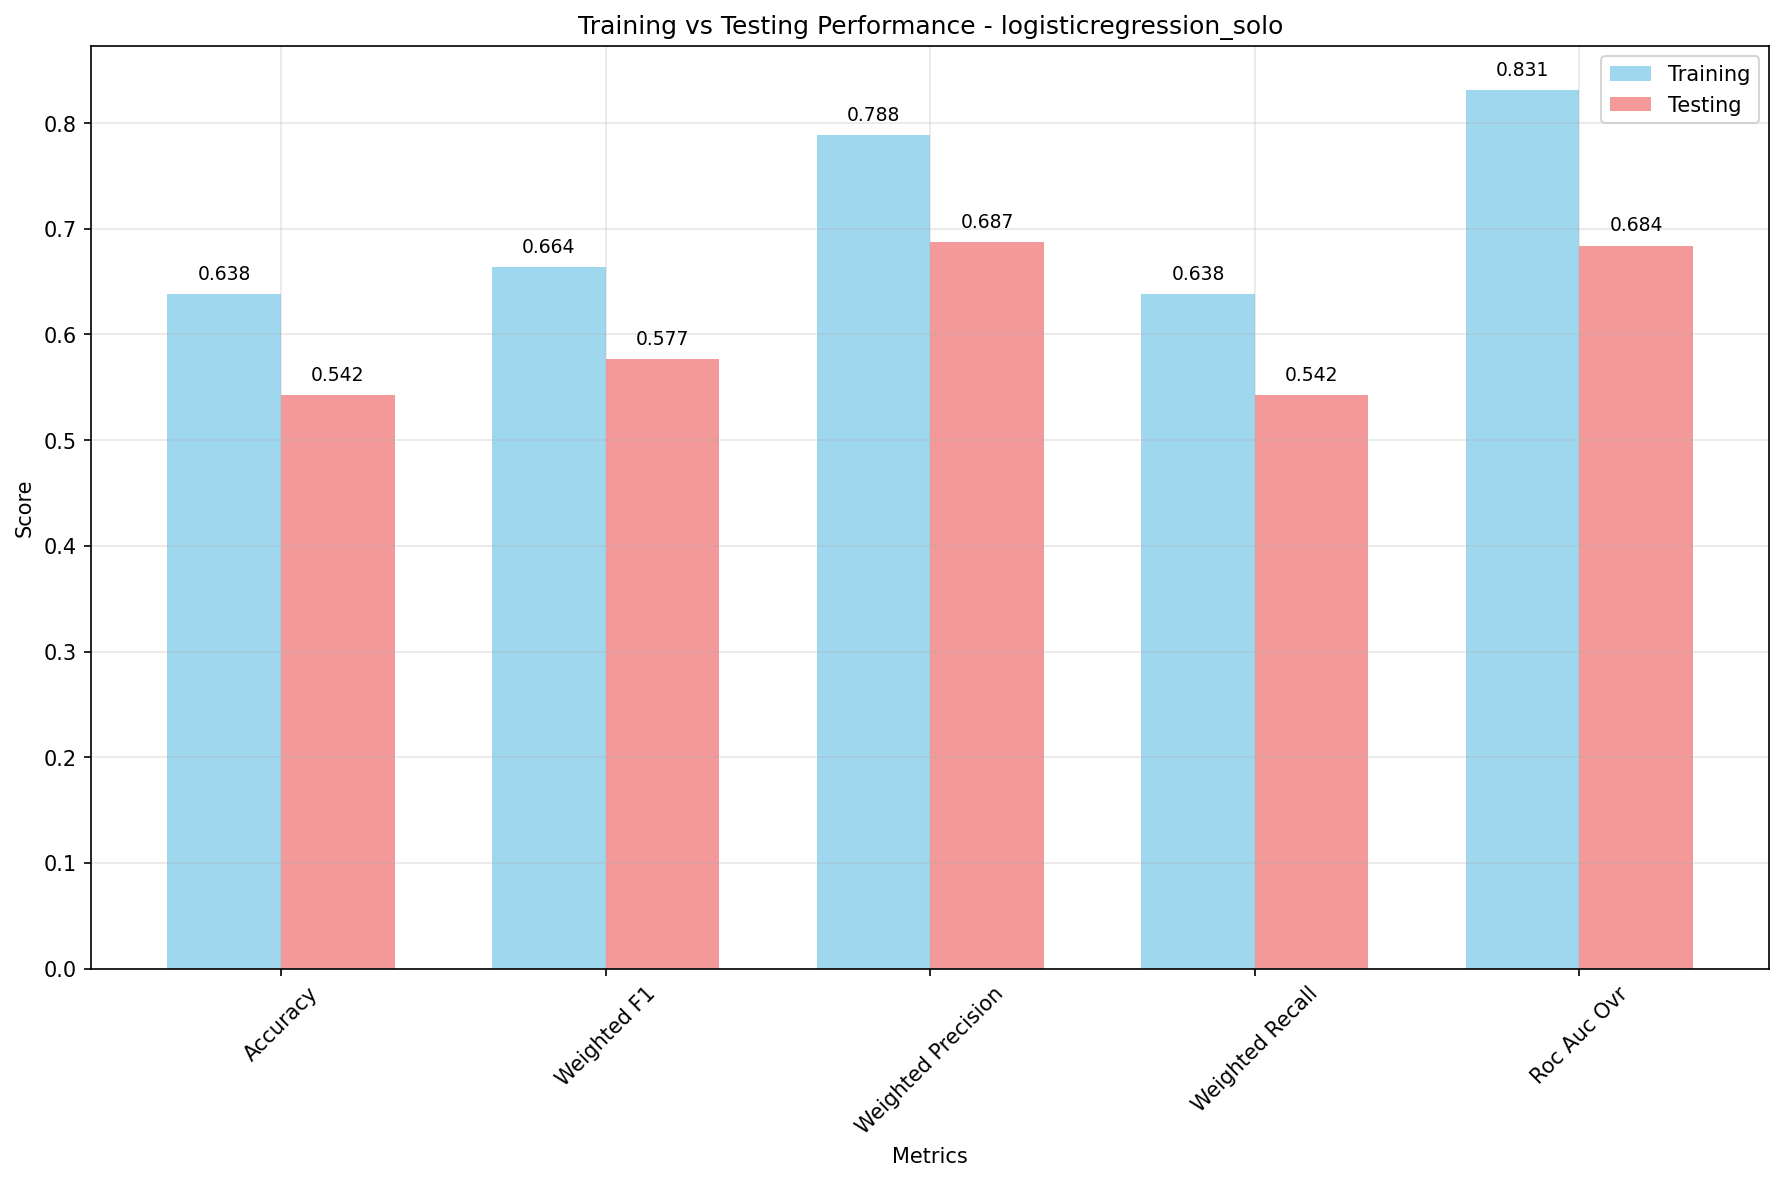 Training vs Testing Performance - logisticregression_solo
Training
Testing
0.831
0.788
0.687
0.684
0.664
0.638
0.638
0.577
0.542
0.542
0.8
0.7
0.6
0.5
0.4
0.3
0.2
0.1
0.0
Score
Accuracy
Weighted F1
Weighted Precision
Weighted Recall
Roc Auc Ovr
Metrics